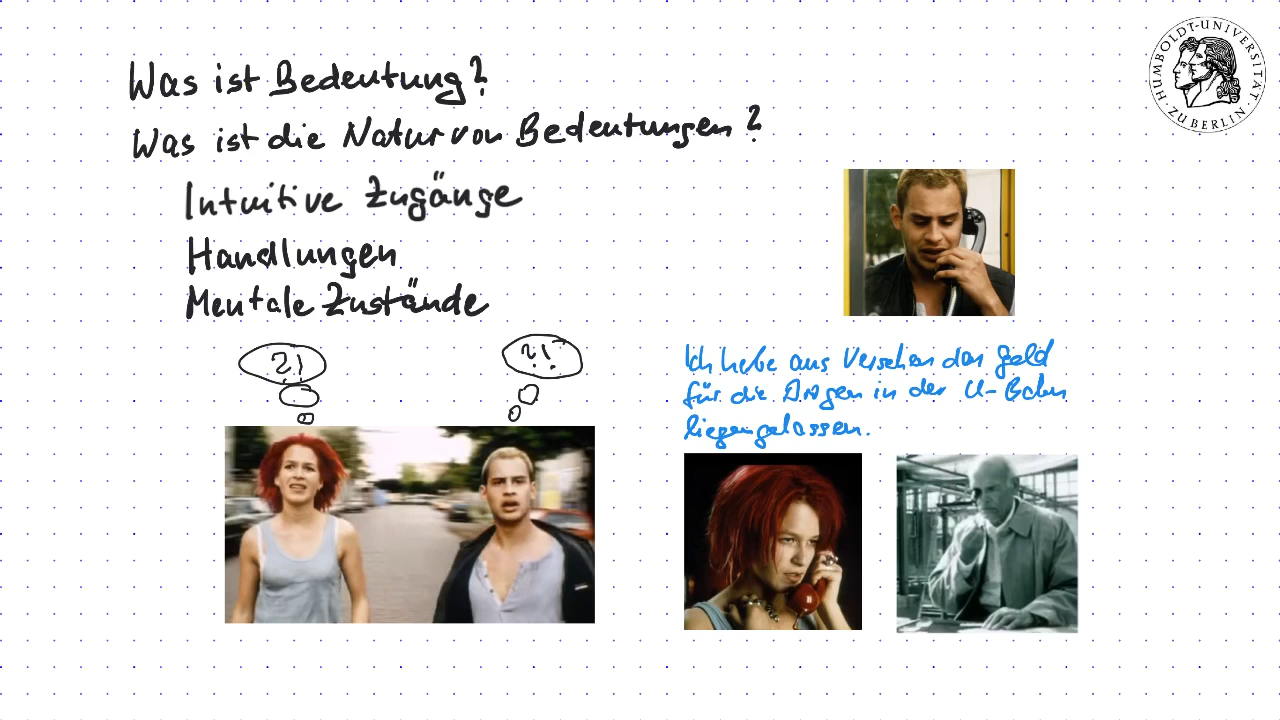 Was ist Bedeutung?
Was ist die Natur von Bedeutungen?
Intuitive Zugänge
Handlungen
Mentale Zustände
?! ?!
Ich habe aus Versehen das Geld
für die Drogen in der U-Bahn
liegengelassen.
HUMBOLDT-UNIVERSITÄT · ZU BERLIN ·